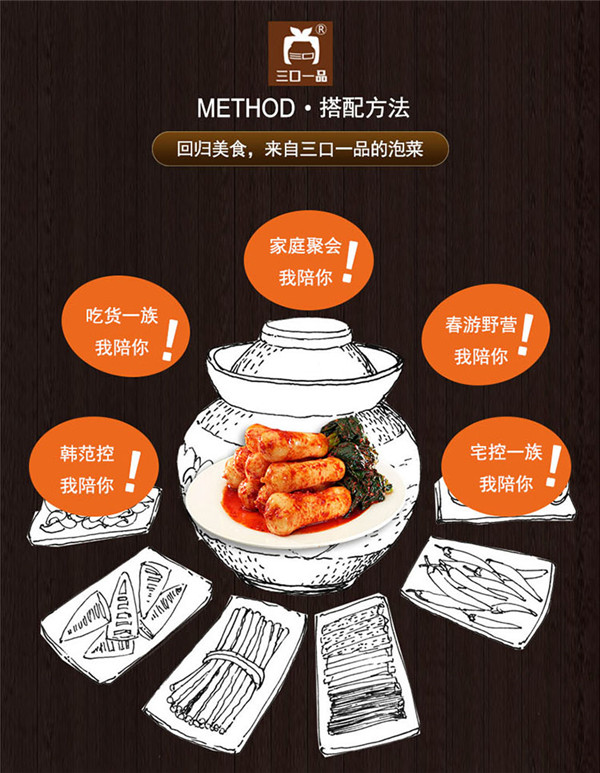 ®
三口一品
METHOD·搭配方法
回归美食，来自三口一品的泡菜
家庭聚会
我陪你！
吃货一族
我陪你！
春游野营
我陪你！
韩范控
我陪你！
宅控一族
我陪你！